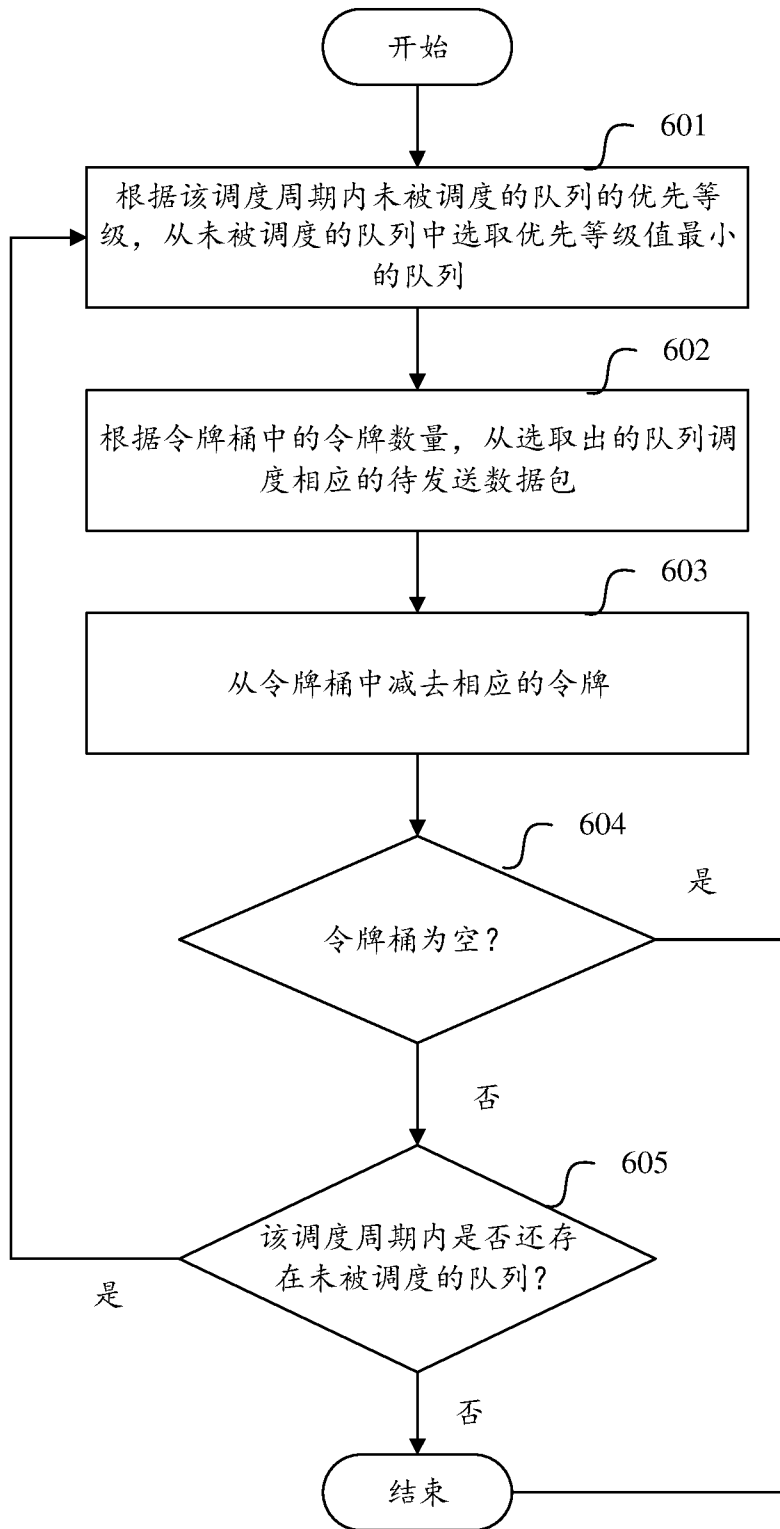 开始
601
根据该调度周期内未被调度的队列的优先等
级，从未被调度的队列中选取优先等级值最小
的队列
602
根据令牌桶中的令牌数量，从选取出的队列调
度相应的待发送数据包
603
从令牌桶中减去相应的令牌
604
是
令牌桶为空?
否
605
该调度周期内是否还存
在未被调度的队列?
是
否
结束